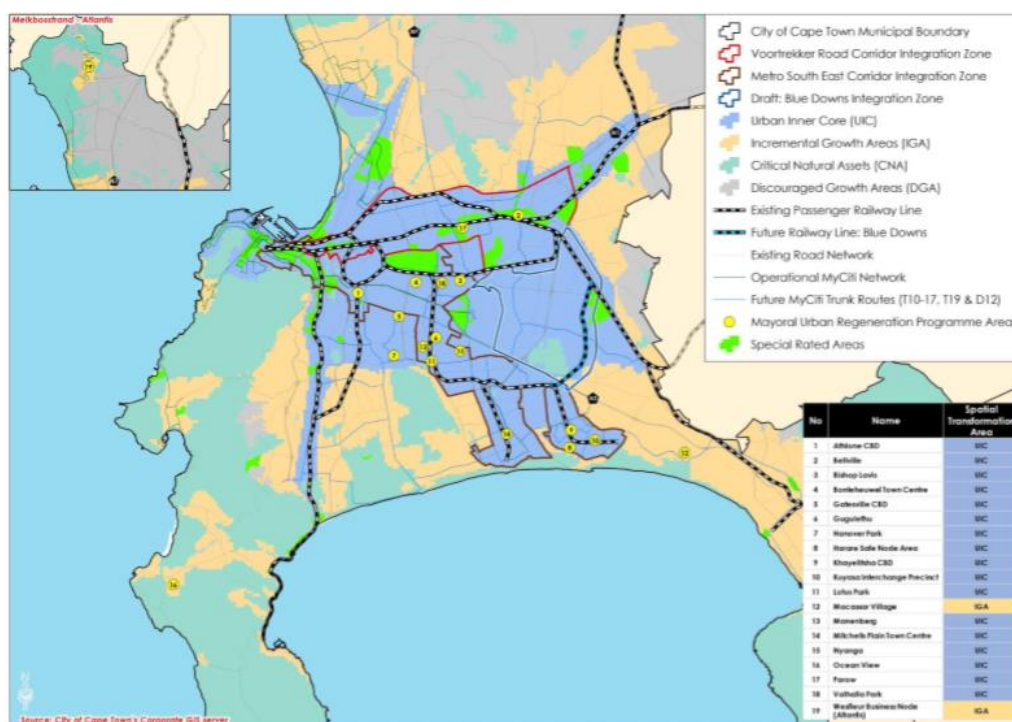 Melkbosstrand - Atlantis
City of Cape Town Municipal Boundary
Voortrekker Road Corridor Integration Zone
Metro South East Corridor Integration Zone
Draft: Blue Downs Integration Zone
Urban Inner Core (UIC)
Incremental Growth Areas (IGA)
Critical Natural Assets (CNA)
Discouraged Growth Areas (DGA)
Existing Passenger Railway Line
Future Railway Line: Blue Downs
Existing Road Network
Operational MyCiti Network
Future MyCiti Trunk Routes (T10-17, T19 & D12)
Mayoral Urban Regeneration Programme Area
Special Rated Areas
No Name Spatial Transformation Area
1 Athlone CBD UIC
2 Bellville UIC
3 Bishop Lavis UIC
4 Bonteheuwel Town Centre UIC
5 Gatesville CBD UIC
6 Gugulethu UIC
7 Hanover Park UIC
8 Harare Safe Node Area UIC
9 Khayelitsha CBD UIC
10 Kuyasa Interchange Precinct UIC
11 Lotus Park UIC
12 Macassar Village IGA
13 Manenberg UIC
14 Mitchells Plain Town Centre UIC
15 Nyanga UIC
16 Ocean View UIC
17 Parow UIC
18 Valhalla Park UIC
19 Wesfleur Business Node (Atlantis) IGA
Source: City of Cape Town's Corporate GIS server